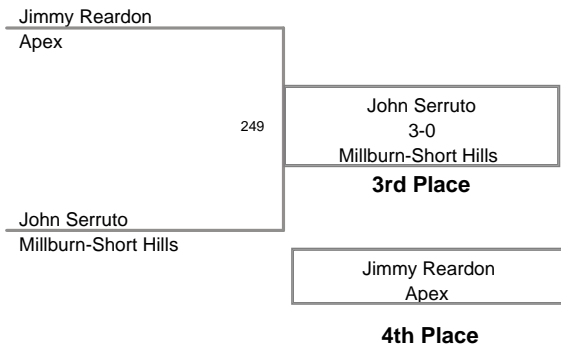 Jimmy Reardon
Apex
249
John Serruto
3-0
Millburn-Short Hills
3rd Place
John Serruto
Millburn-Short Hills
Jimmy Reardon
Apex
4th Place